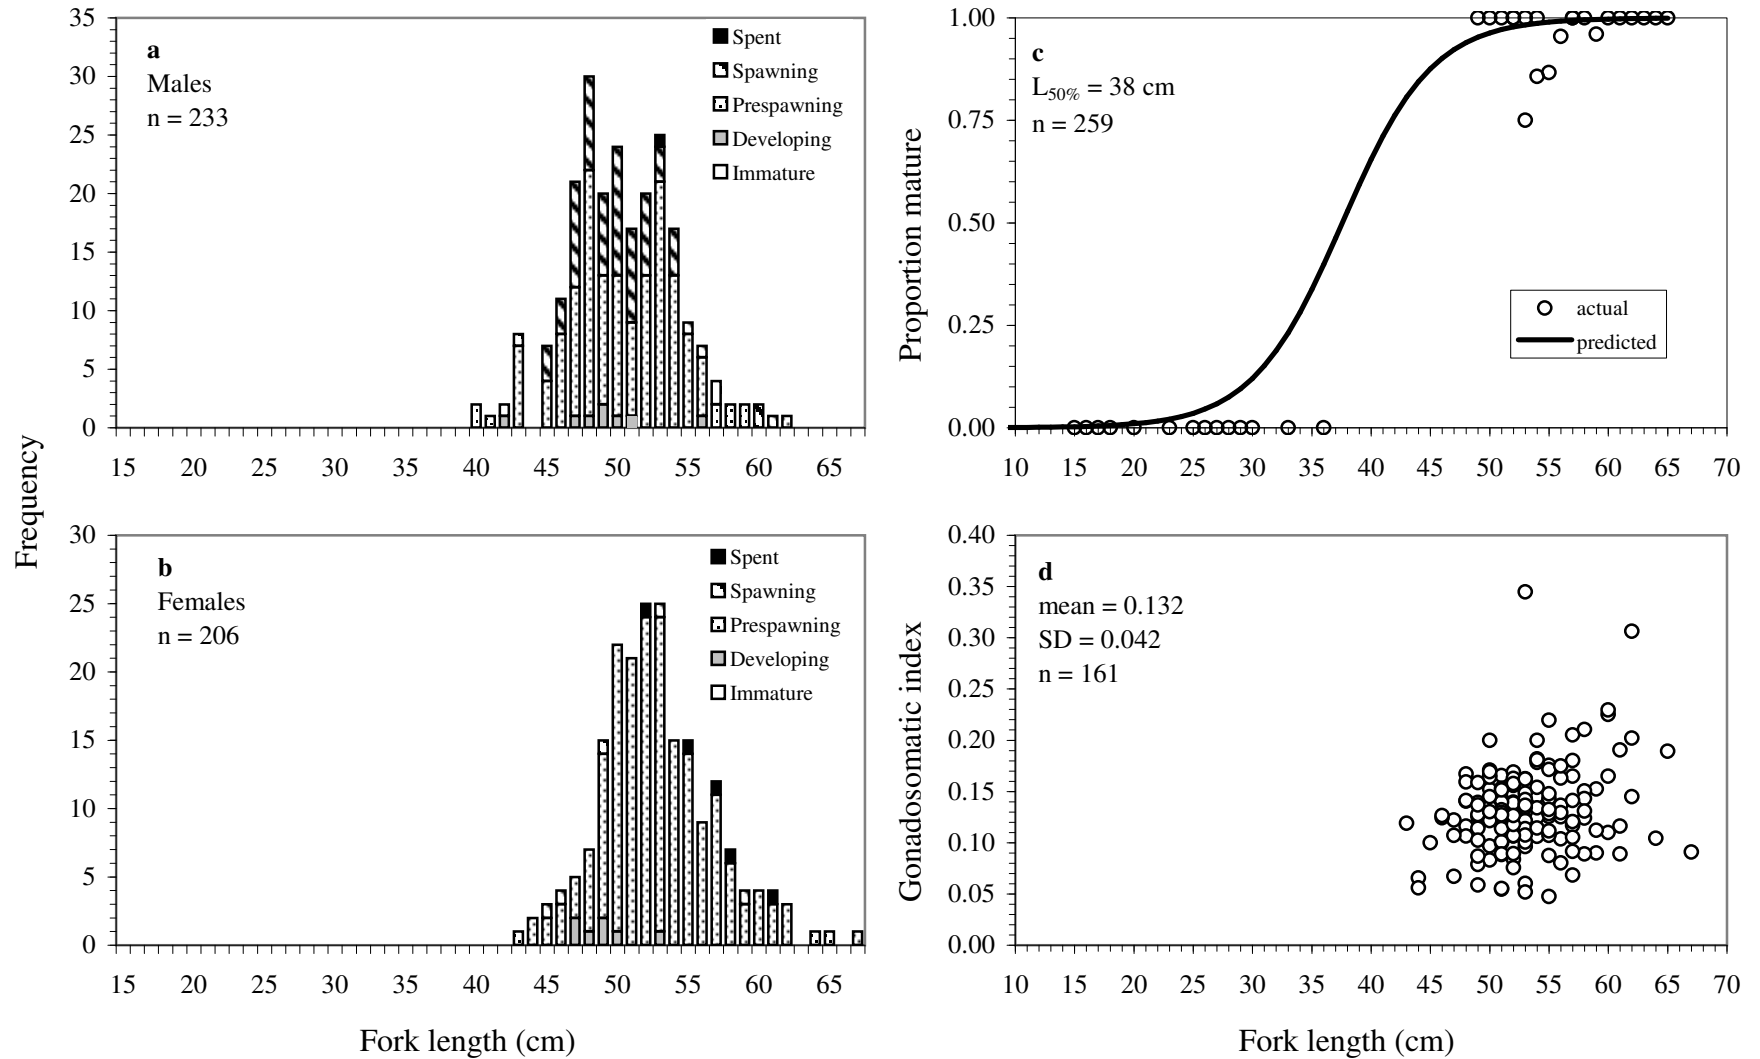 Frequency
35
30
25
20
15
10
5
0
a
Males
n = 233
Spent
Spawning
Prespawning
Developing
Immature
15 20 25 30 35 40 45 50 55 60 65
30
25
20
15
10
5
0
b
Females
n = 206
Spent
Spawning
Prespawning
Developing
Immature
15 20 25 30 35 40 45 50 55 60 65
Fork length (cm)
Proportion mature
1.00
0.75
0.50
0.25
0.00
c
L50% = 38 cm
n = 259
actual
predicted
10 15 20 25 30 35 40 45 50 55 60 65 70
Gonadosomatic index
0.40
0.35
0.30
0.25
0.20
0.15
0.10
0.05
0.00
d
mean = 0.132
SD = 0.042
n = 161
10 15 20 25 30 35 40 45 50 55 60 65 70
Fork length (cm)